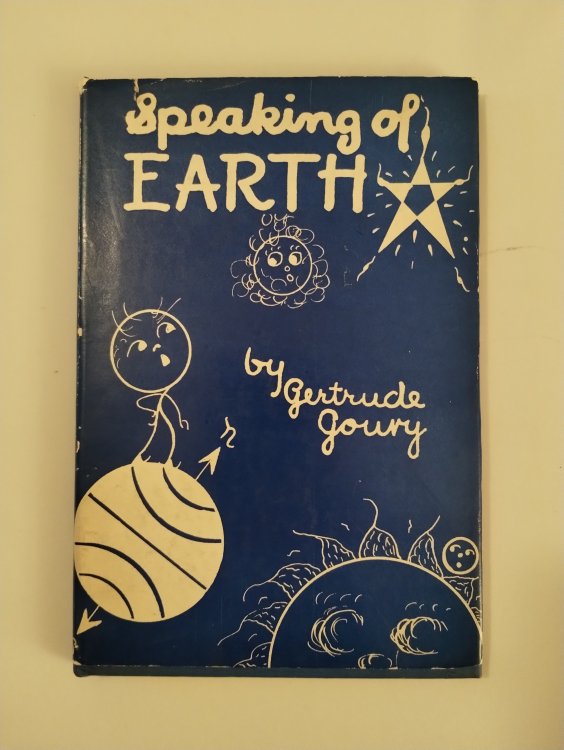 Speaking of
EARTH
by
Gertrude
Goury
n